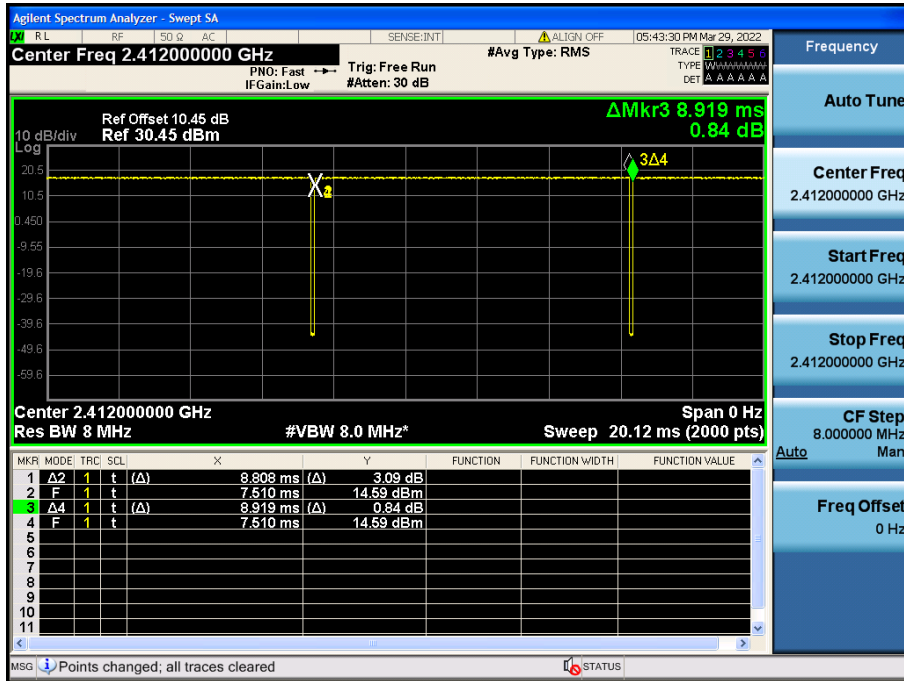 Agilent Spectrum Analyzer - Swept SA
LXI RL RF 50 Ω AC SENSE:INT ALIGN OFF 05:43:30 PM Mar 29, 2022
Center Freq 2.412000000 GHz #Avg Type: RMS TRACE 1 2 3 4 5 6
PNO: Fast Trig: Free Run TYPE WWWWWW
IFGain:Low #Atten: 30 dB DET A A A A A A
Frequency
Auto Tune
Center Freq
2.412000000 GHz
Start Freq
2.412000000 GHz
Stop Freq
2.412000000 GHz
CF Step
8.000000 MHz
Auto Man
Freq Offset
0 Hz
ΔMkr3 8.919 ms
0.84 dB
Ref Offset 10.45 dB
10 dB/div Ref 30.45 dBm
Log
20.5
10.5
0.450
-9.55
-19.6
-29.6
-39.6
-49.6
-59.6
2
3Δ4
Center 2.412000000 GHz Span 0 Hz
Res BW 8 MHz #VBW 8.0 MHz* Sweep 20.12 ms (2000 pts)
MKR MODE TRC SCL X Y FUNCTION FUNCTION WIDTH FUNCTION VALUE
1 Δ2 1 t (Δ) 8.808 ms (Δ) 3.09 dB
2 F 1 t 7.510 ms 14.59 dBm
3 Δ4 1 t (Δ) 8.919 ms (Δ) 0.84 dB
4 F 1 t 7.510 ms 14.59 dBm
5
6
7
8
9
10
11
MSG Points changed; all traces cleared STATUS